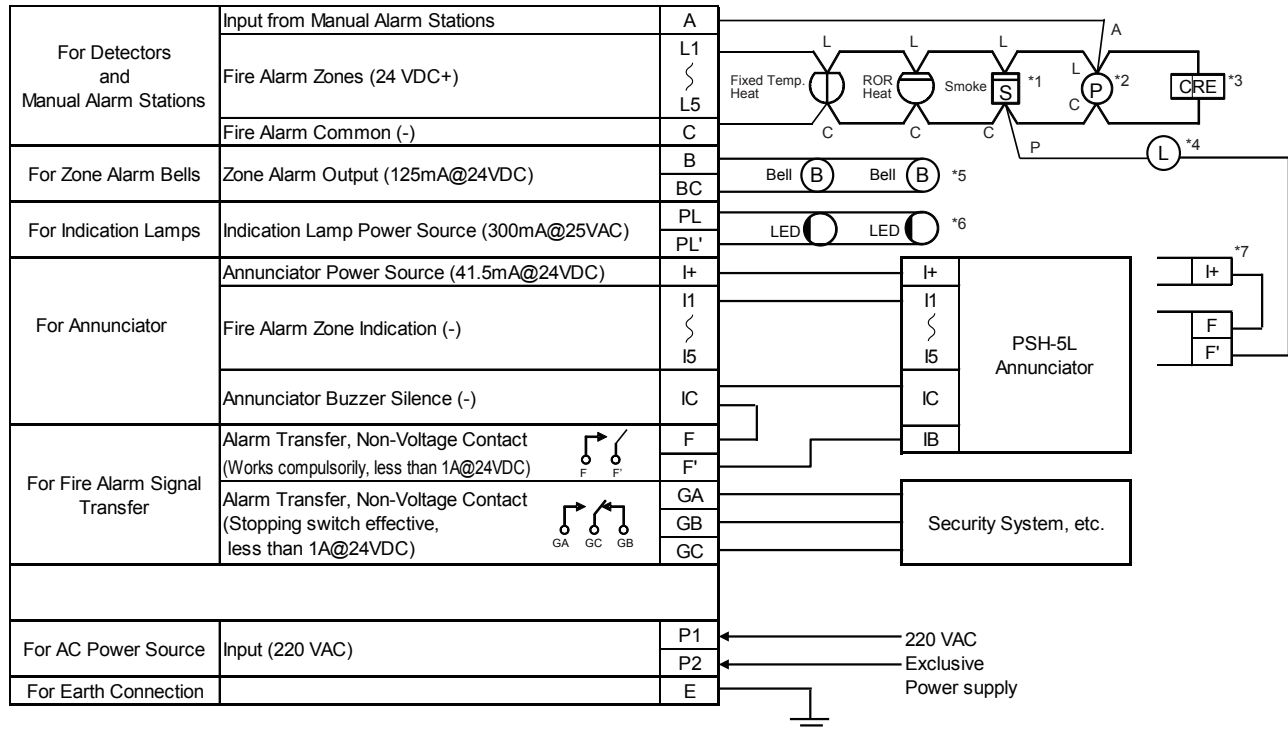 For Detectors
and
Manual Alarm Stations
Input from Manual Alarm Stations
A
Fire Alarm Zones (24 VDC+)
L1
L5
Fire Alarm Common (-)
C
For Zone Alarm Bells
Zone Alarm Output (125mA@24VDC)
B
BC
For Indication Lamps
Indication Lamp Power Source (300mA@25VAC)
PL
PL'
For Annunciator
Annunciator Power Source (41.5mA@24VDC)
I+
Fire Alarm Zone Indication (-)
I1
I5
Annunciator Buzzer Silence (-)
IC
For Fire Alarm Signal
Transfer
Alarm Transfer, Non-Voltage Contact
(Works compulsorily, less than 1A@24VDC)
F F'
F
F'
Alarm Transfer, Non-Voltage Contact
(Stopping switch effective,
less than 1A@24VDC)
GA GC GB
GA
GB
GC
For AC Power Source
Input (220 VAC)
P1
P2
For Earth Connection
E
A
L L L
L
Fixed Temp.
Heat
ROR
Heat
Smoke
S
*1
P
*2
CRE
*3
C
C C C
P
L
*4
Bell B Bell B *5
LED LED *6
I+
I1
I5
IC
IB
PSH-5L
Annunciator
*7
I+
F
F'
Security System, etc.
220 VAC
Exclusive
Power supply